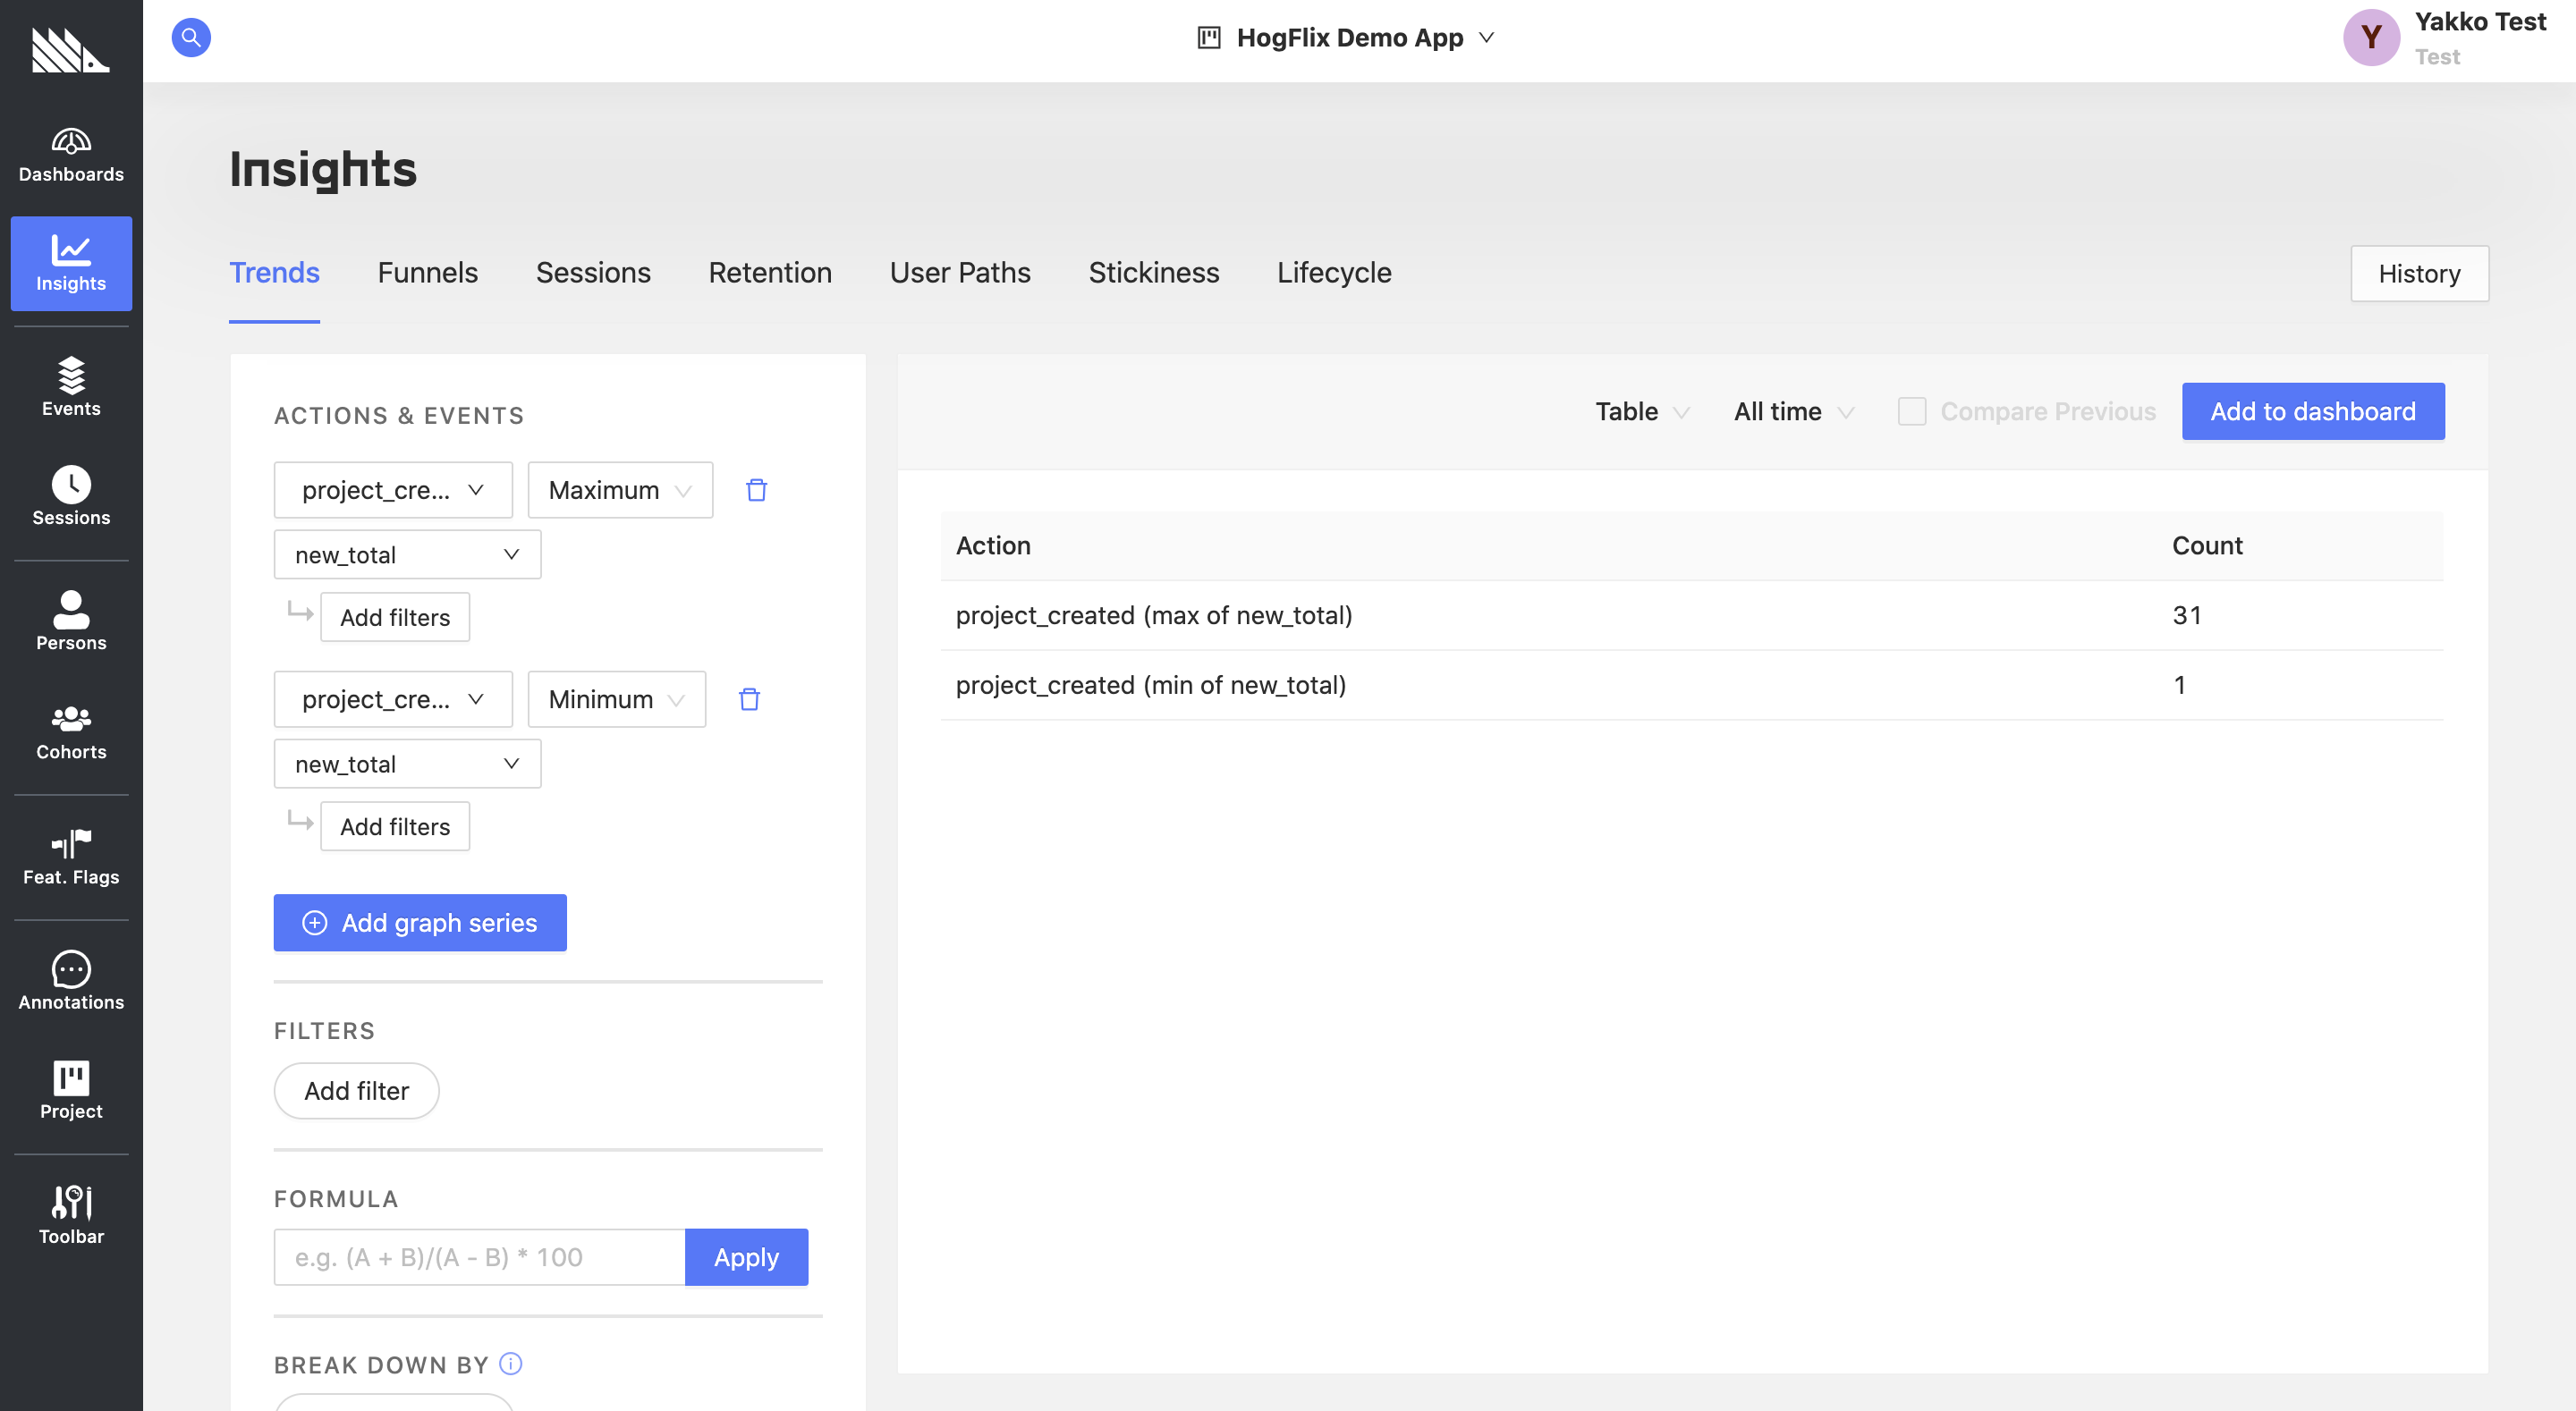 HogFlix Demo App
Yakko Test
Test
Dashboards
Insights
Events
Sessions
Persons
Cohorts
Feat. Flags
Annotations
Project
Toolbar
Insights
Trends Funnels Sessions Retention User Paths Stickiness Lifecycle
History
ACTIONS & EVENTS
project_cre... Maximum
new_total
Add filters
project_cre... Minimum
new_total
Add filters
Add graph series
FILTERS
Add filter
FORMULA
e.g. (A + B)/(A - B) * 100 Apply
BREAK DOWN BY
Table All time Compare Previous Add to dashboard
Action Count
project_created (max of new_total) 31
project_created (min of new_total) 1